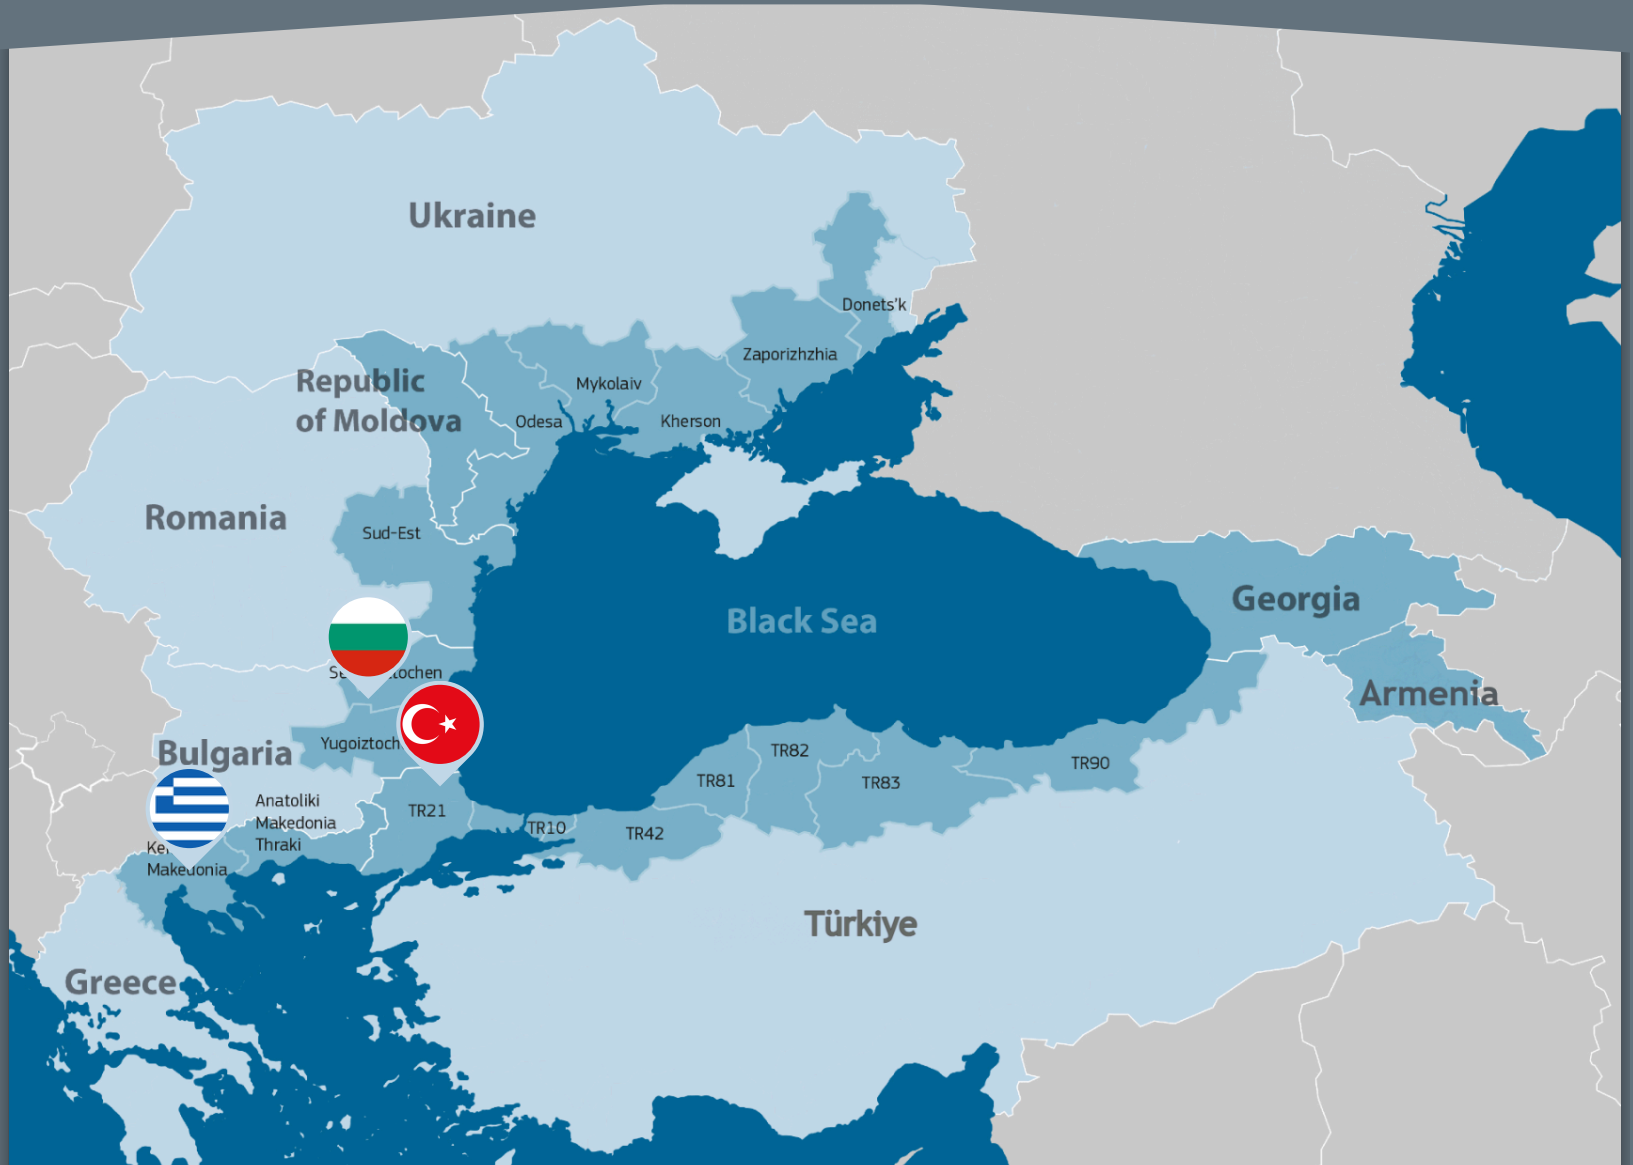 Ukraine
Donets'k
Zaporizhzhia
Republic
of Moldova
Mykolaiv
Odesa
Kherson
Romania
Sud-Est
Black Sea
Georgia
Armenia
Bulgaria
TR82
TR81
TR83
TR90
Anatoliki
Makedonia
Thraki
TR21
TR10
TR42
Makedonia
Türkiye
Greece